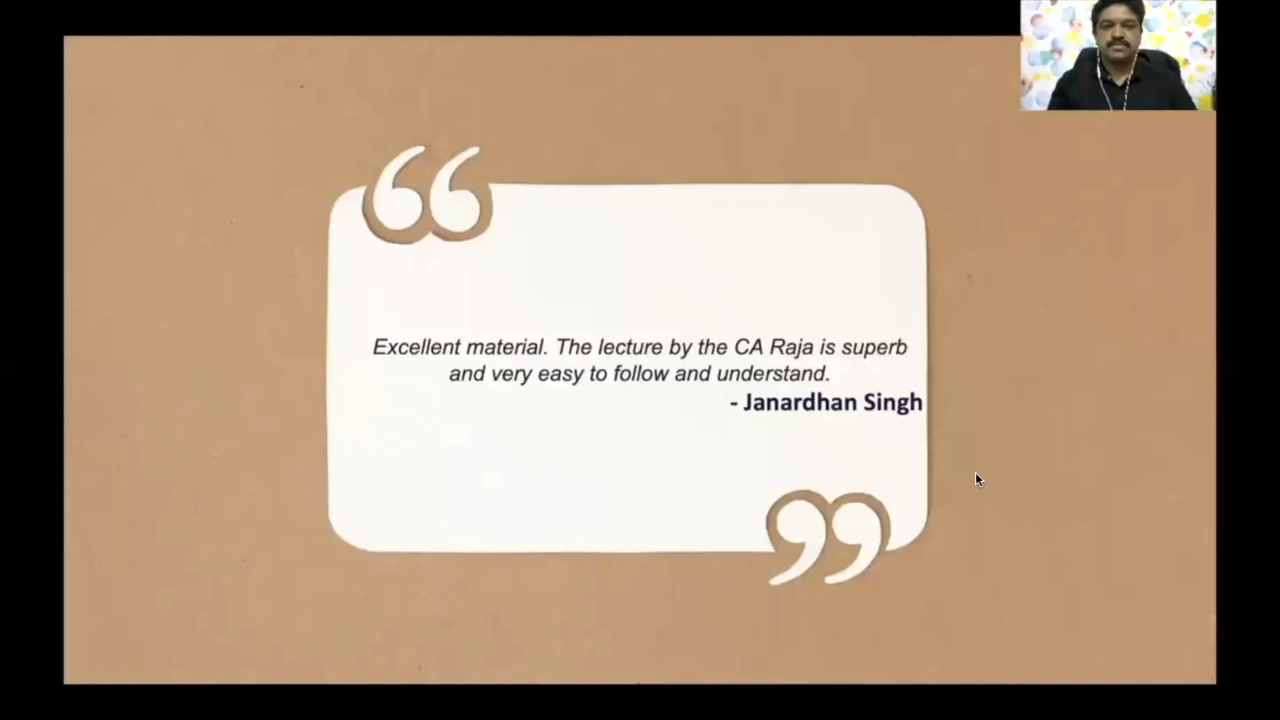 Excellent material. The lecture by the CA Raja is superb
and very easy to follow and understand.
- Janardhan Singh